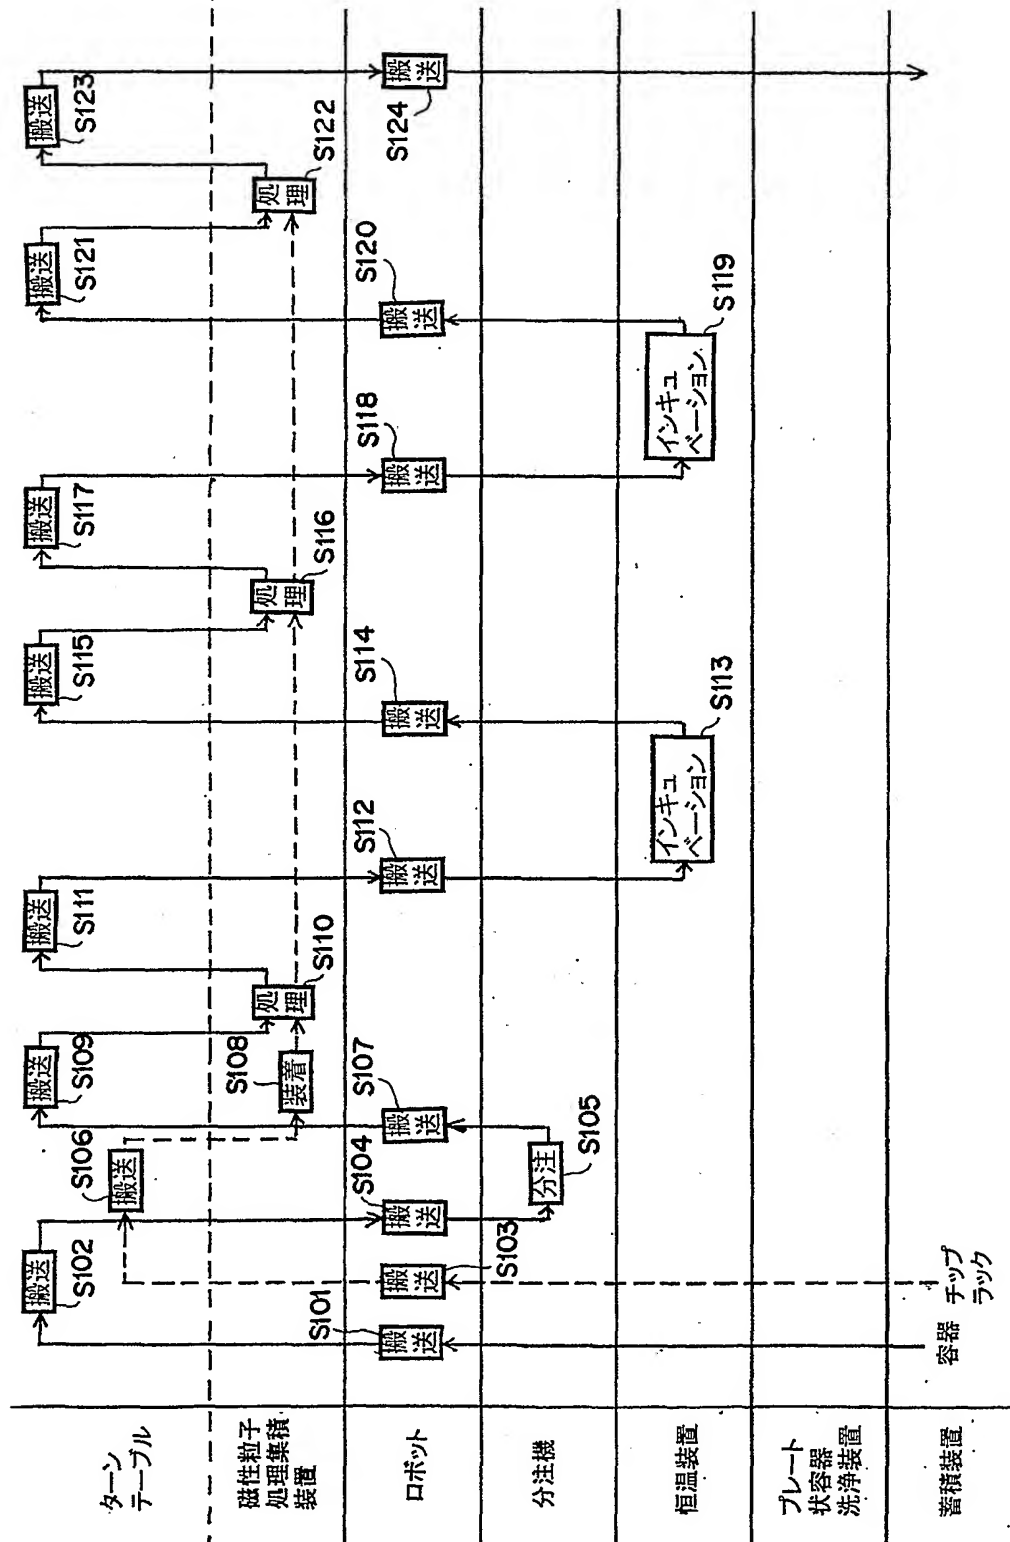 ターン
テーブル
搬送
S102
搬送
S106
搬送
S109
搬送
S111
搬送
S115
搬送
S117
搬送
S121
搬送
S123
磁性粒子
処理集積
装置
装着
S108
処理
S110
処理
S116
処理
S122
ロボット
搬送
S101
搬送
S103
搬送
S104
搬送
S107
搬送
S112
搬送
S114
搬送
S118
搬送
S120
搬送
S124
分注機
分注
S105
恒温装置
インキュ
ベーション
S113
インキュ
ベーション
S119
プレート
状容器
洗浄装置
蓄積装置
容器
チップ
ラック